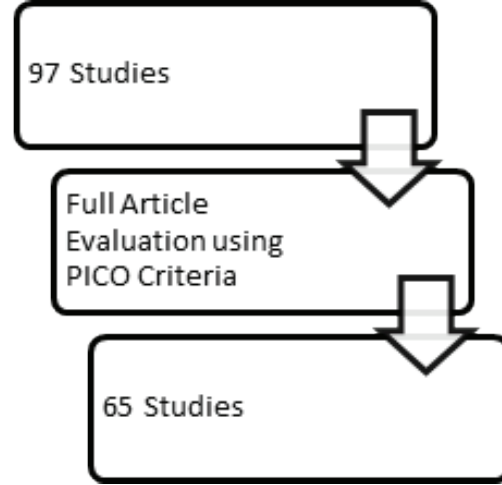 97 Studies
Full Article
Evaluation using
PICO Criteria
65 Studies